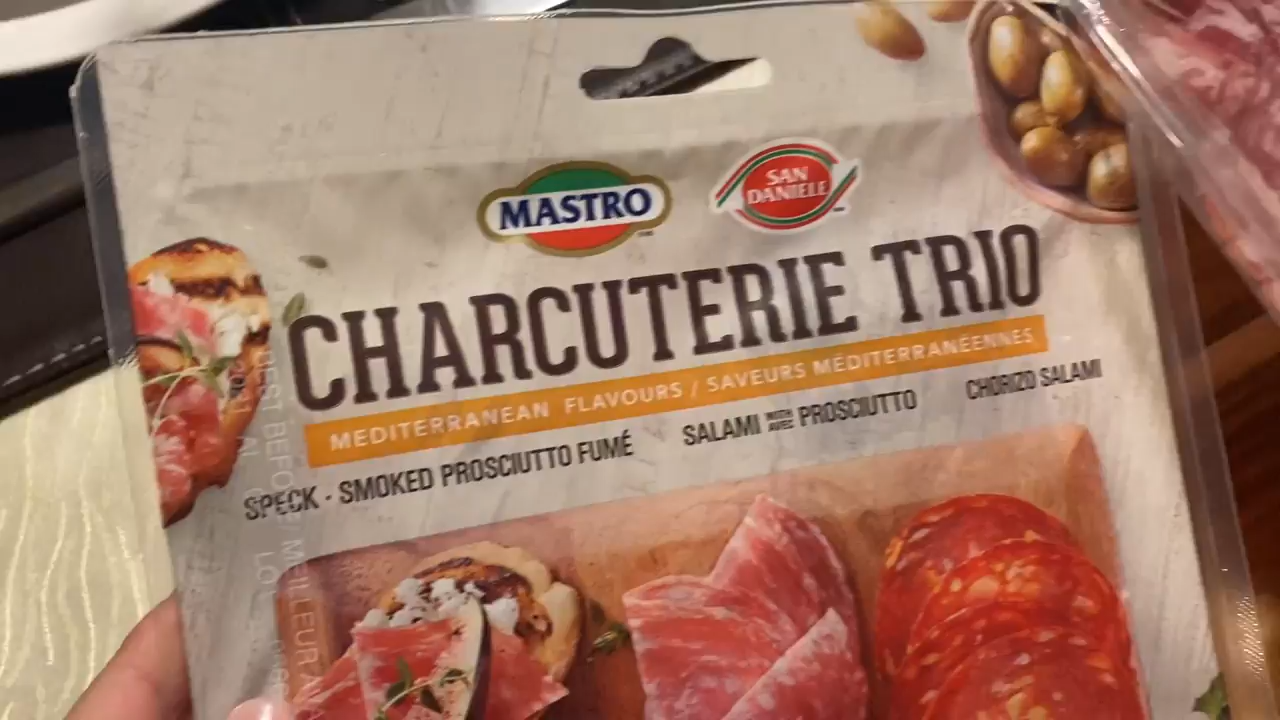 MASTRO
SAN
DANIELE
CHARCUTERIE TRIO
MEDITERRANEAN FLAVOURS / SAVEURS MÉDITERRANÉENNES
SPECK · SMOKED PROSCIUTTO FUMÉ
SALAMI WITH AVEC PROSCIUTTO
CHORIZO SALAMI